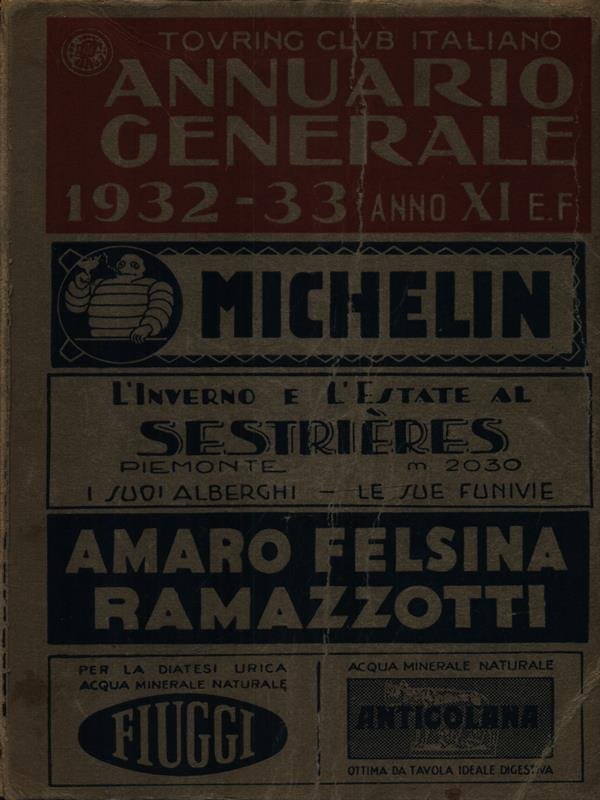 TOVRING CLVB ITALIANO
ANNUARIO
GENERALE
1932-33 ANNO XI E.F
MICHELIN
L'INVERNO E L'ESTATE AL
SESTRIÈRES
PIEMONTE m 2030
I SUOI ALBERGHI - LE SUE FUNIVIE
AMARO FELSINA
RAMAZZOTTI
PER LA DIATESI URICA
ACQUA MINERALE NATURALE
FIUGGI
ACQUA MINERALE NATURALE
ANTICOLANA
OTTIMA DA TAVOLA IDEALE DIGESTIVA